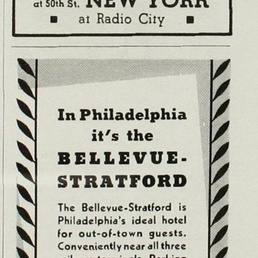 at 50th St. NEW YORK
■ at Radio City ■
In Philadelphia
it's the
BELLEVUE-
STRATFORD
The Bellevue-Stratford is
Philadelphia's ideal hotel
for out-of-town guests.
Conveniently near all three